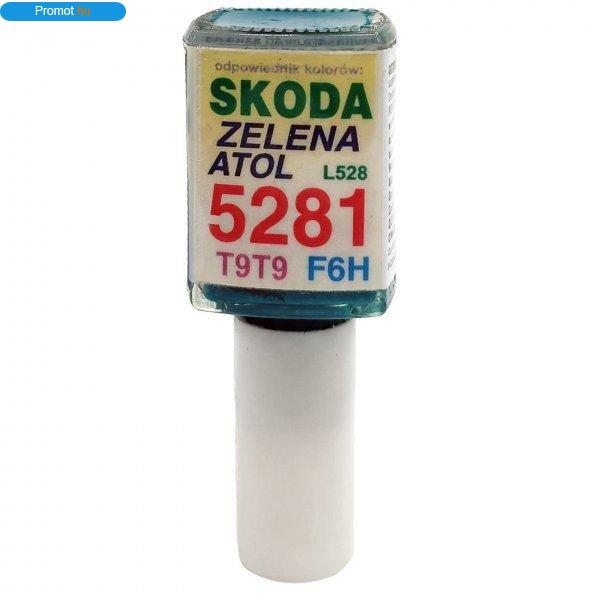 Promot.hu
odpowiednik kolorów:
SKODA
ZELENA
ATOL L528
5281
T9T9 F6H